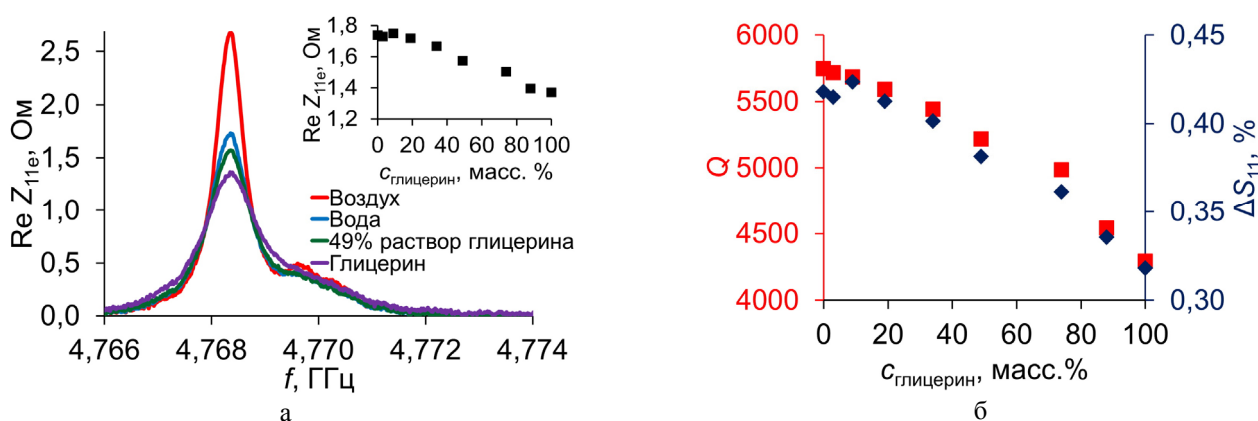 Re Z11e, Ом
2,5
2,0
1,5
1,0
0,5
0,0
4,766 4,768 4,770 4,772 4,774
f, ГГц
Re Z11e, Ом
1,8
1,6
1,4
1,2
0 20 40 60 80 100
cглицерин, масс. %
Воздух
Вода
49% раствор глицерина
Глицерин
а
Q
6000
5500
5000
4500
4000
0 20 40 60 80 100
cглицерин, масс.%
0,45
0,40
0,35
0,30
ΔS11, %
б